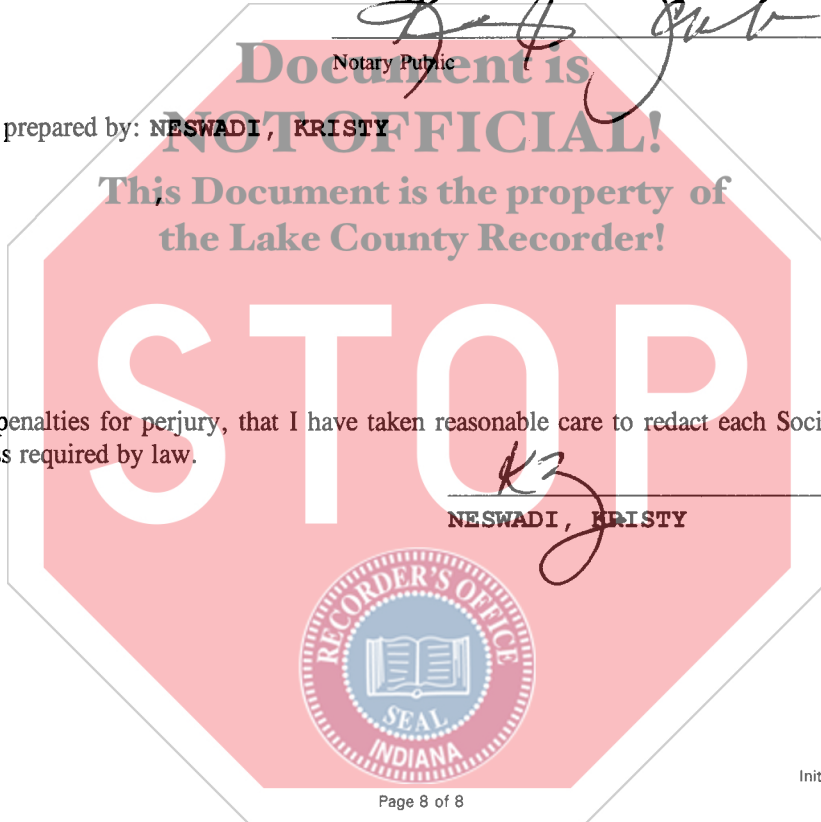 Document is
Notary Public
NOT OFFICIAL!
prepared by: NESWADI, KRISTY
This Document is the property of
,
the Lake County Recorder!
STOP
penalties for perjury, that I have taken reasonable care to redact each Soci
s required by law.
NESWADI, KRISTY
RECORDER'S OFFICE
SEAL
INDIANA
Init
Page 8 of 8